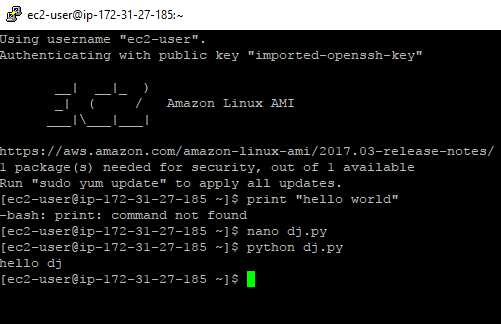 ec2-user@ip-172-31-27-185:~
Using username "ec2-user".
Authenticating with public key "imported-openssh-key"
__|  __|_  )
_|  (     /   Amazon Linux AMI
___|\___|___|
https://aws.amazon.com/amazon-linux-ami/2017.03-release-notes/
1 package(s) needed for security, out of 1 available
Run "sudo yum update" to apply all updates.
[ec2-user@ip-172-31-27-185 ~]$ print "hello world"
-bash: print: command not found
[ec2-user@ip-172-31-27-185 ~]$ nano dj.py
[ec2-user@ip-172-31-27-185 ~]$ python dj.py
hello dj
[ec2-user@ip-172-31-27-185 ~]$